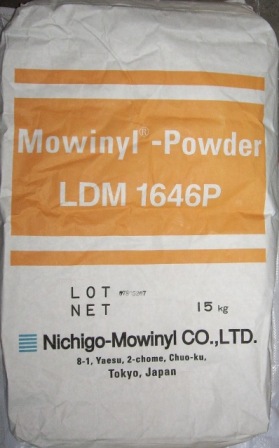 Mowinyl®-Powder
LDM 1646P
LOT
NET 15 kg
Nichigo-Mowinyl CO.,LTD.
8-1, Yaesu, 2-chome, Chuo-ku,
Tokyo, Japan